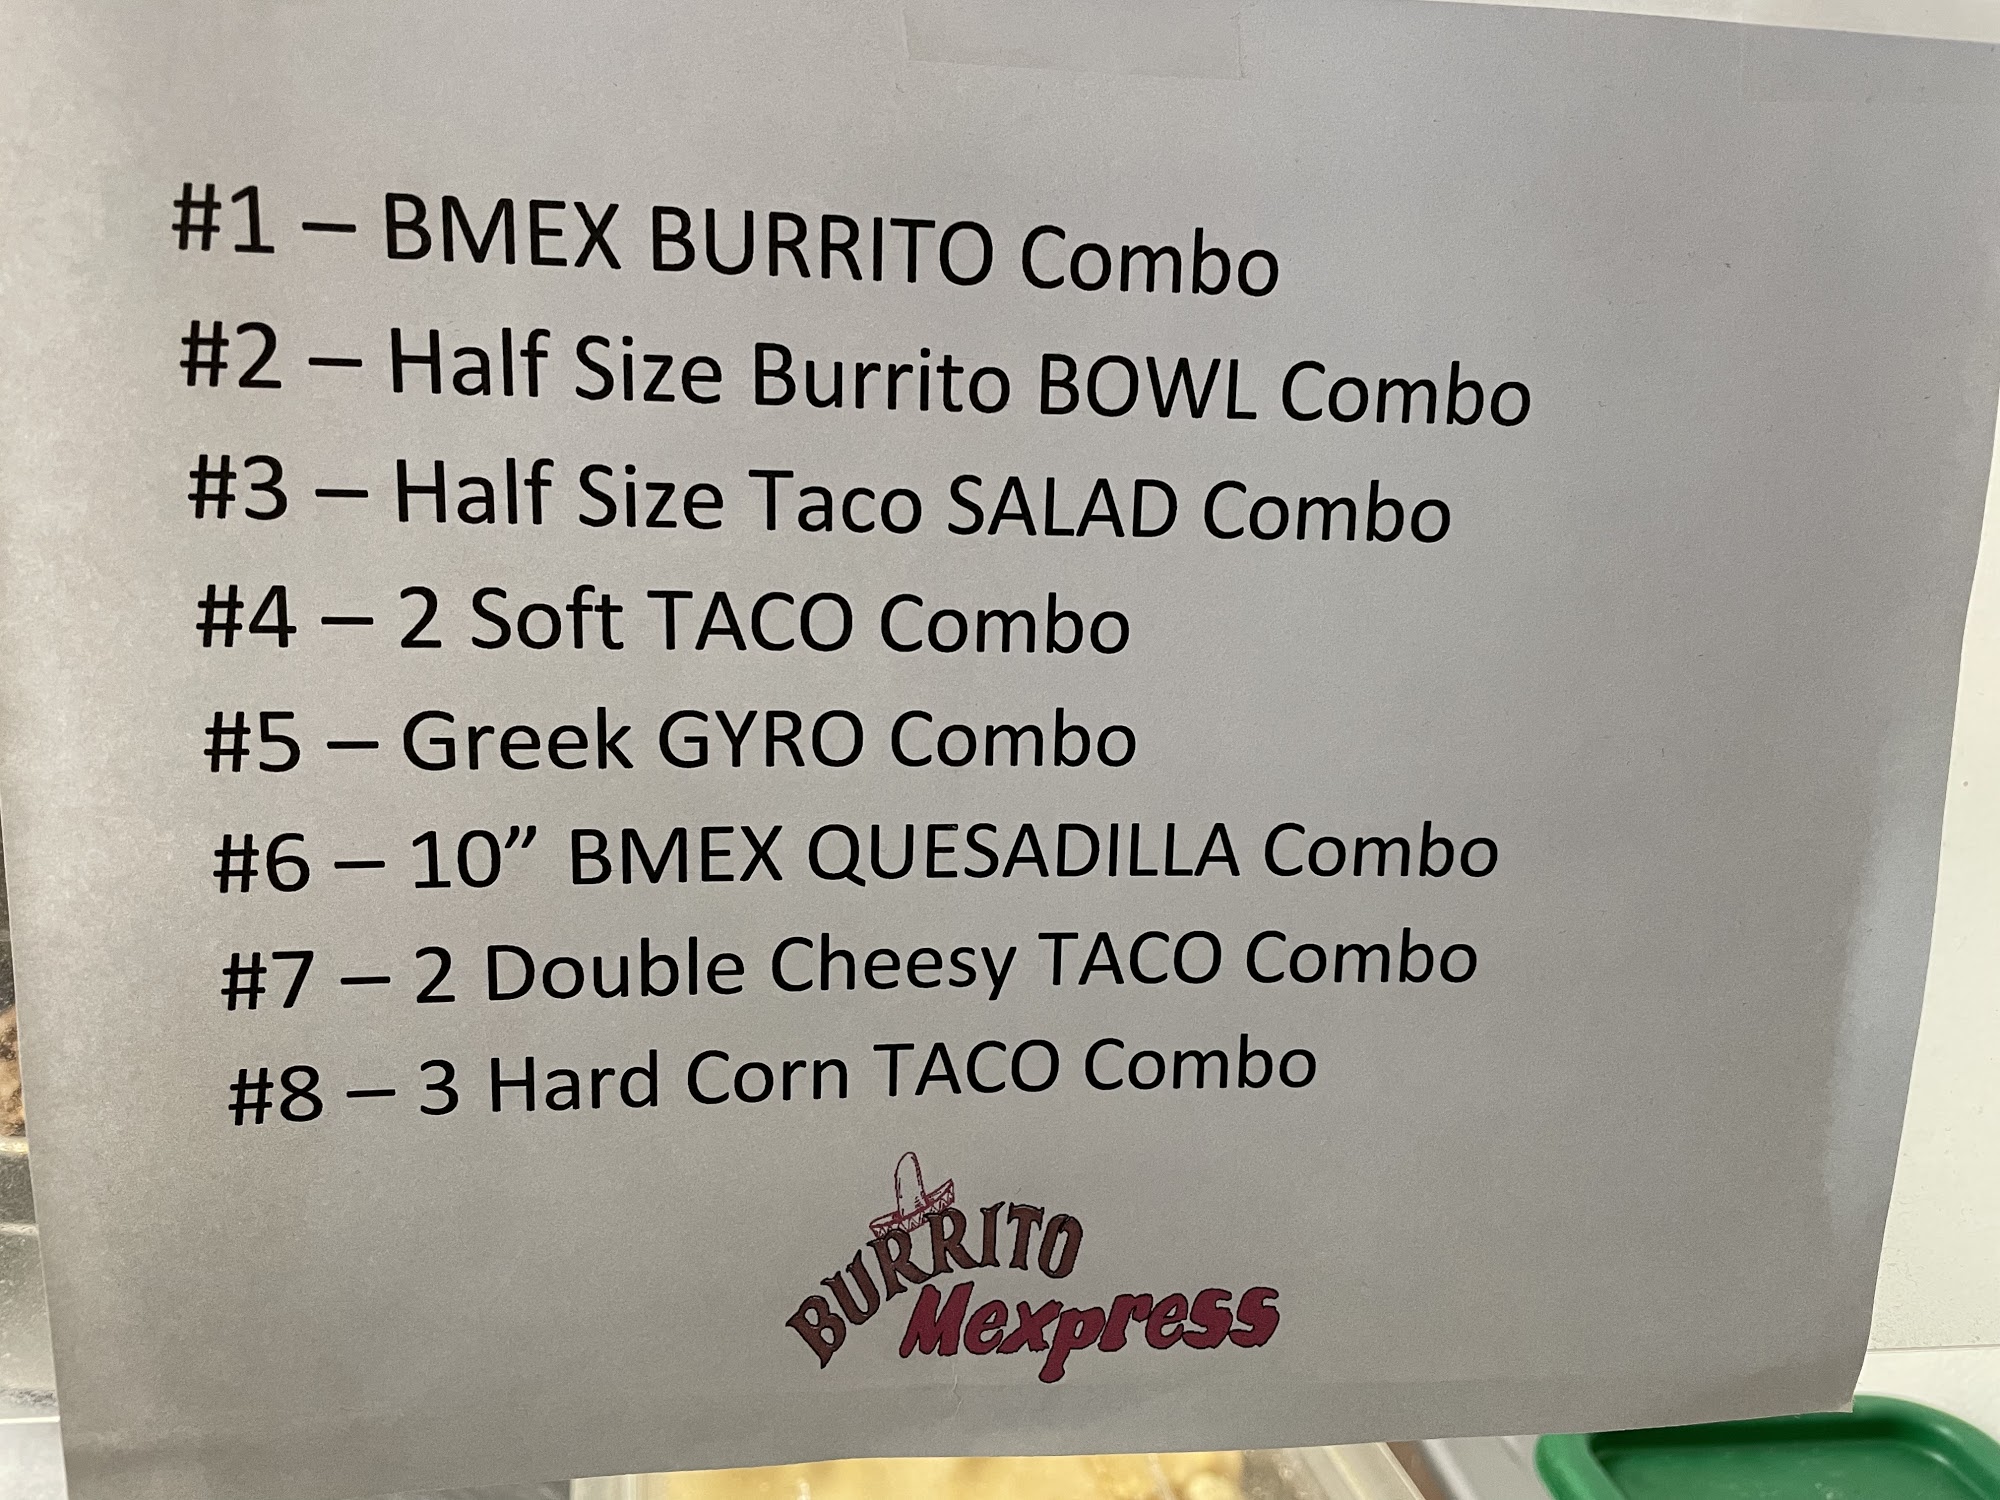 #1 – BMEX BURRITO Combo
#2 – Half Size Burrito BOWL Combo
#3 – Half Size Taco SALAD Combo
#4 – 2 Soft TACO Combo
#5 – Greek GYRO Combo
#6 – 10” BMEX QUESADILLA Combo
#7 – 2 Double Cheesy TACO Combo
#8 – 3 Hard Corn TACO Combo
BURRITO
Mexpress